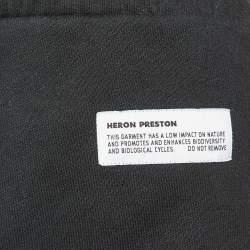 HERON PRESTON
THIS GARMENT HAS A LOW IMPACT ON NATURE
AND PROMOTES AND ENHANCES BIODIVERSITY
AND BIOLOGICAL CYCLES. DO NOT REMOVE